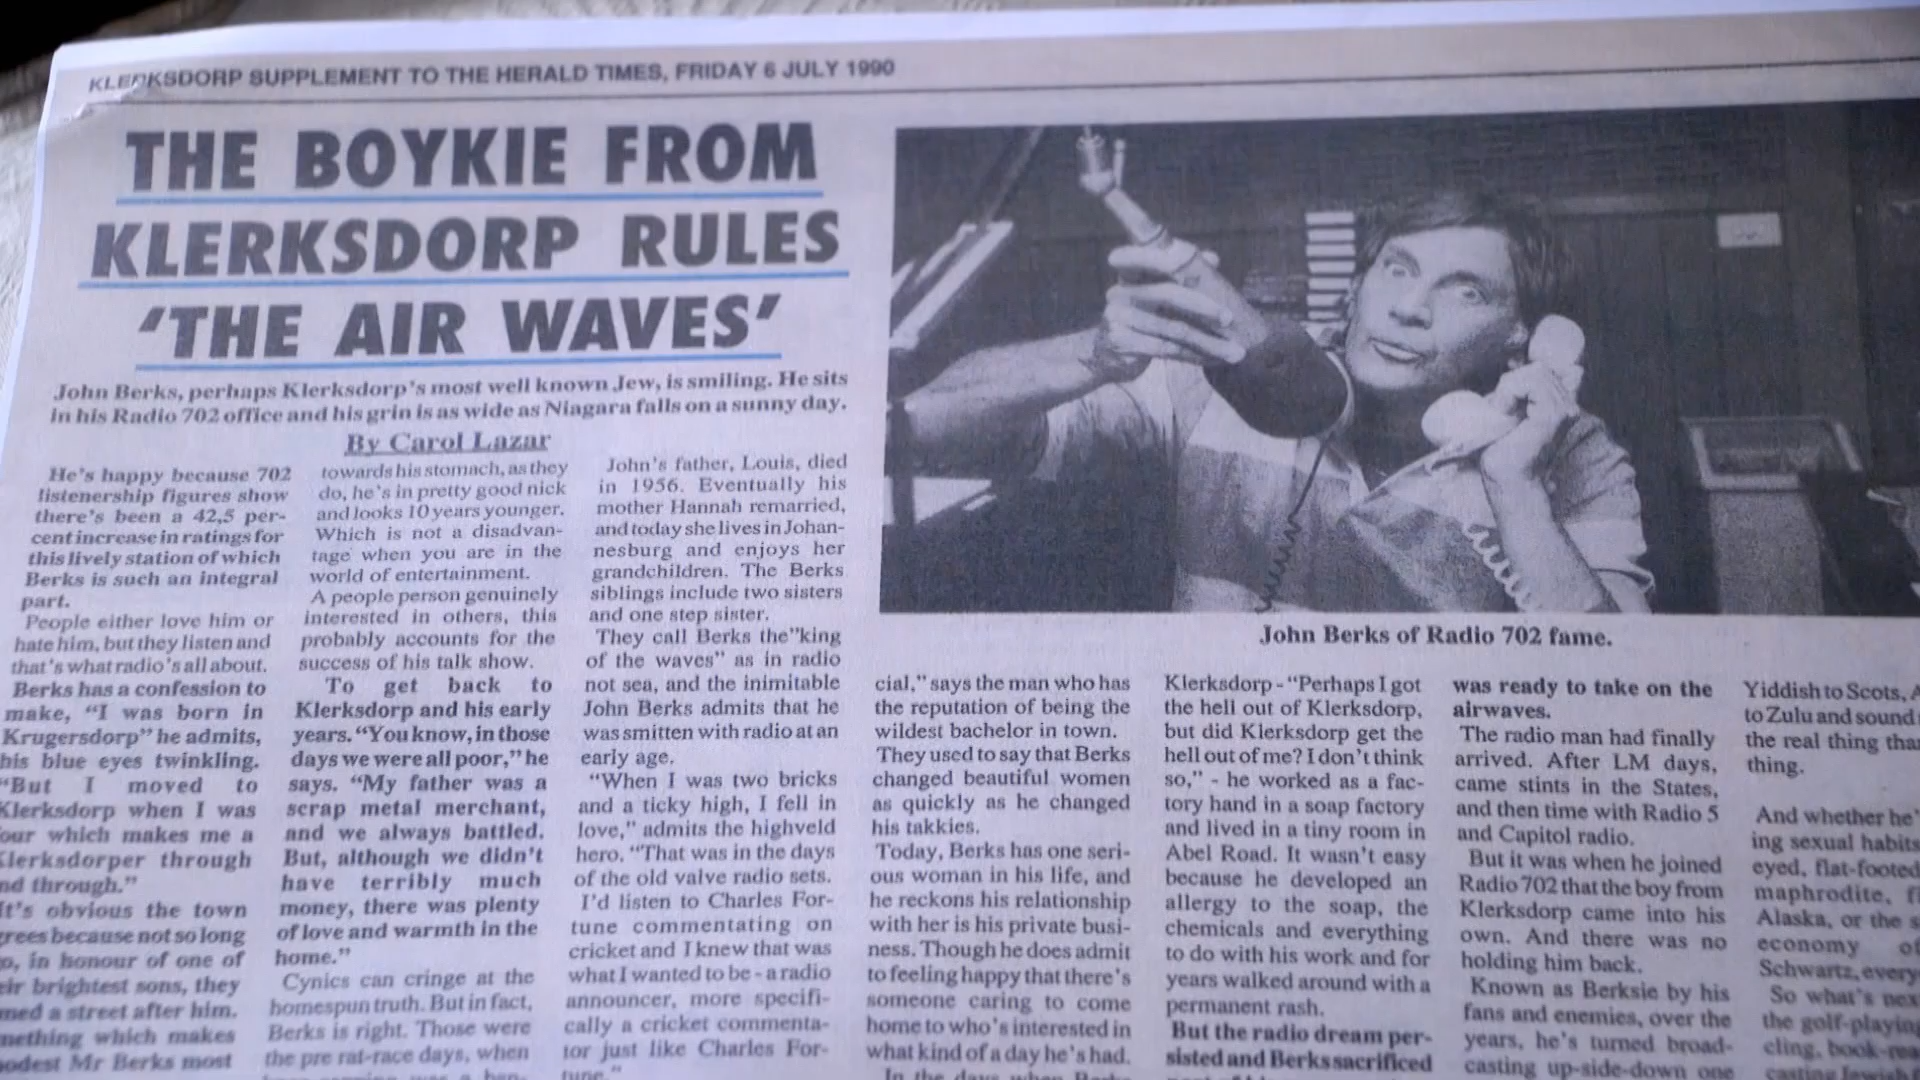 KLERKSDORP SUPPLEMENT TO THE HERALD TIMES, FRIDAY 6 JULY 1990
THE BOYKIE FROM
KLERKSDORP RULES
'THE AIR WAVES'
John Berks, perhaps Klerksdorp's most well known Jew, is smiling. He sits
in his Radio 702 office and his grin is as wide as Niagara falls on a sunny day.
By Carol Lazar
He's happy because 702
listenership figures show
there's been a 42,5 per-
cent increase in ratings for
this lively station of which
Berks is such an integral
part.
People either love him or
hate him, but they listen and
that's what radio's all about.
Berks has a confession to
make, "I was born in
Krugersdorp" he admits,
his blue eyes twinkling.
"But I moved to
Klerksdorp when I was
our which makes me a
Klerksdorper through
nd through."
It's obvious the town
rees because not so long
o, in honour of one of
eir brightest sons, they
med a street after him.
mething which makes
odest Mr Berks most
towards his stomach, as they
do, he's in pretty good nick
and looks 10 years younger.
Which is not a disadvan-
tage when you are in the
world of entertainment.
A people person genuinely
interested in others, this
probably accounts for the
success of his talk show.
To get back to
Klerksdorp and his early
years. "You know, in those
days we were all poor," he
says. "My father was a
scrap metal merchant,
and we always battled.
But, although we didn't
have terribly much
money, there was plenty
of love and warmth in the
home."
Cynics can cringe at the
homespun truth. But in fact,
Berks is right. Those were
the pre rat-race days, when
John's father, Louis, died
in 1956. Eventually his
mother Hannah remarried,
and today she lives in Johan-
nesburg and enjoys her
grandchildren. The Berks
siblings include two sisters
and one step sister.
They call Berks the"king
of the waves" as in radio
not sea, and the inimitable
John Berks admits that he
was smitten with radio at an
early age.
"When I was two bricks
and a ticky high, I fell in
love," admits the highveld
hero. "That was in the days
of the old valve radio sets.
I'd listen to Charles For-
tune commentating on
cricket and I knew that was
what I wanted to be - a radio
announcer, more specifi-
cally a cricket commenta-
tor just like Charles For-
tune."
John Berks of Radio 702 fame.
cial," says the man who has
the reputation of being the
wildest bachelor in town.
They used to say that Berks
changed beautiful women
as quickly as he changed
his takkies.
Today, Berks has one seri-
ous woman in his life, and
he reckons his relationship
with her is his private busi-
ness. Though he does admit
to feeling happy that there's
someone caring to come
home to who's interested in
what kind of a day he's had.
In the days when Berks
Klerksdorp - "Perhaps I got
the hell out of Klerksdorp,
but did Klerksdorp get the
hell out of me? I don't think
so," - he worked as a fac-
tory hand in a soap factory
and lived in a tiny room in
Abel Road. It wasn't easy
because he developed an
allergy to the soap, the
chemicals and everything
to do with his work and for
years walked around with a
permanent rash.
But the radio dream per-
sisted and Berks sacrificed
was ready to take on the
airwaves.
The radio man had finally
arrived. After LM days,
came stints in the States,
and then time with Radio 5
and Capitol radio.
But it was when he joined
Radio 702 that the boy from
Klerksdorp came into his
own. And there was no
holding him back.
Known as Berksie by his
fans and enemies, over the
years, he's turned broad-
casting up-side-down one
Yiddish to Scots, A
to Zulu and sound
the real thing tha
thing.
And whether he'
ing sexual habits
eyed, flat-footed
maphrodite, f
Alaska, or the s
economy of
Schwartz, every
So what's nex
the golf-playing
cling, book-rea
casting Jewish